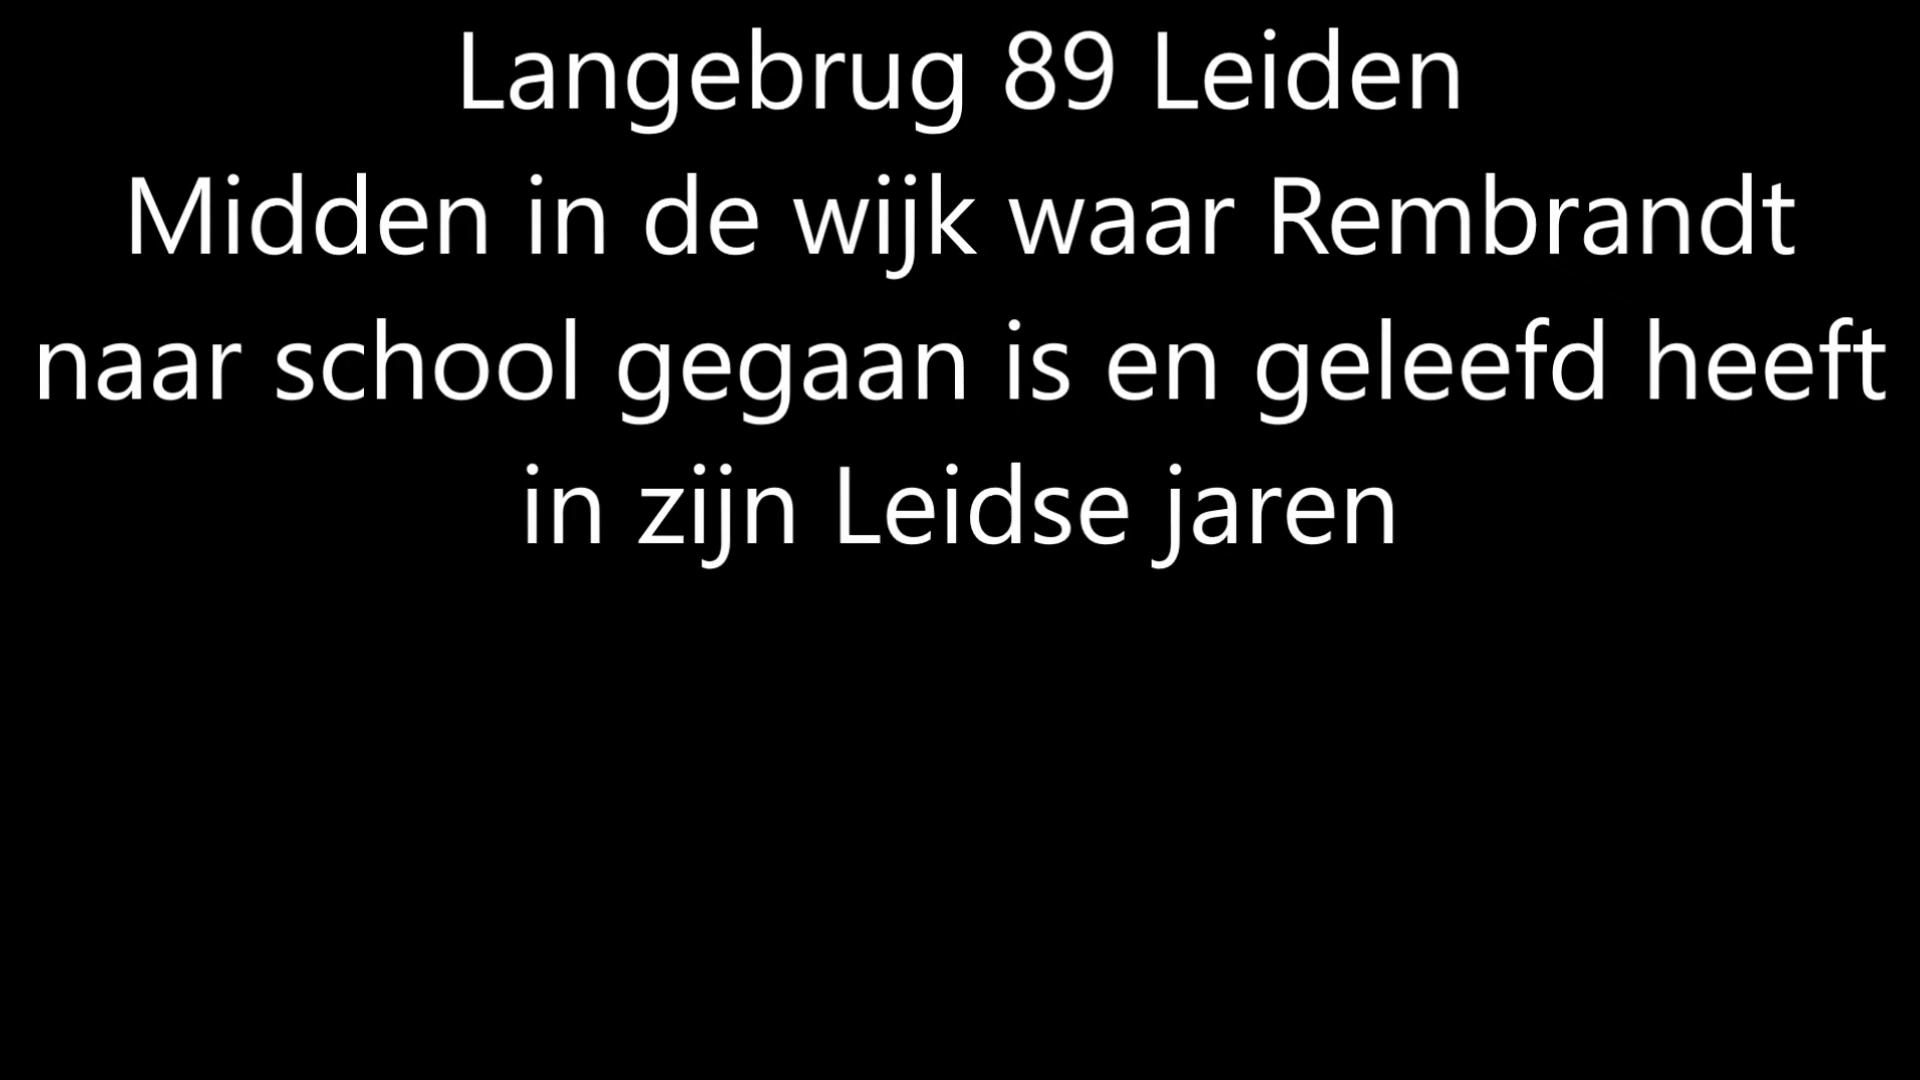 Langebrug 89 Leiden
Midden in de wijk waar Rembrandt
naar school gegaan is en geleefd heeft
in zijn Leidse jaren